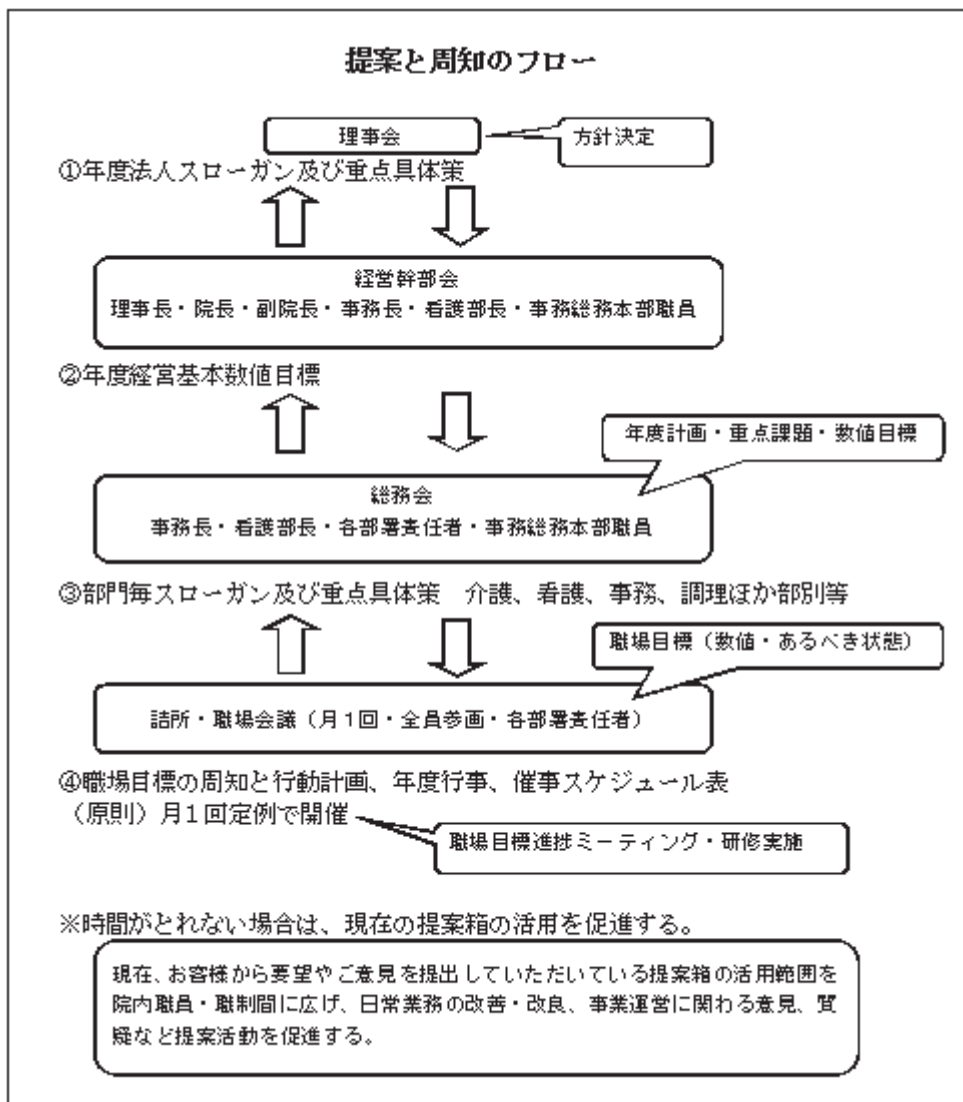 提案と周知のフロー
理事会
方針決定
①年度法人スローガン及び重点具体策
経営幹部会
理事長・院長・副院長・事務長・看護部長・事務総務本部職員
②年度経営基本数値目標
年度計画・重点課題・数値目標
総務会
事務長・看護部長・各部署責任者・事務総務本部職員
③部門毎スローガン及び重点具体策　介護、看護、事務、調理ほか部別等
職場目標（数値・あるべき状態）
詰所・職場会議（月１回・全員参画・各部署責任者）
④職場目標の周知と行動計画、年度行事、催事スケジュール表
（原則）月１回定例で開催
職場目標進捗ミーティング・研修実施
※時間がとれない場合は、現在の提案箱の活用を促進する。
現在、お客様から要望やご意見を提出していただいている提案箱の活用範囲を
院内職員・職制間に広げ、日常業務の改善・改良、事業運営に関わる意見、質
疑など提案活動を促進する。